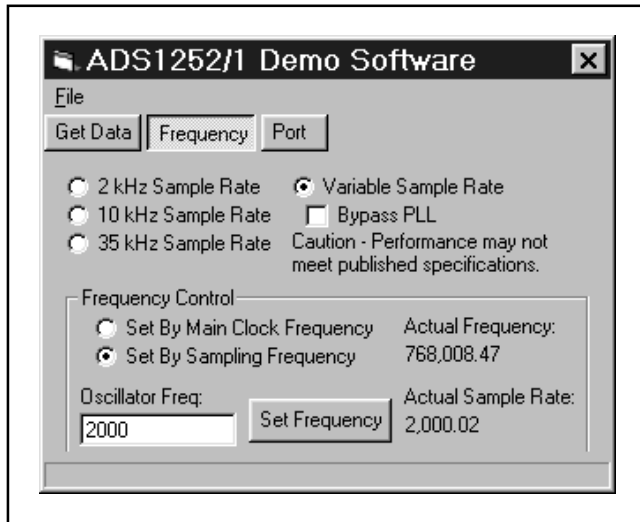 ADS1252/1 Demo Software
File
Get Data Frequency Port
2 kHz Sample Rate Variable Sample Rate
10 kHz Sample Rate Bypass PLL
35 kHz Sample Rate Caution - Performance may not
meet published specifications.
Frequency Control
Set By Main Clock Frequency Actual Frequency:
Set By Sampling Frequency 768,008.47
Oscillator Freq: Actual Sample Rate:
2000 Set Frequency 2,000.02